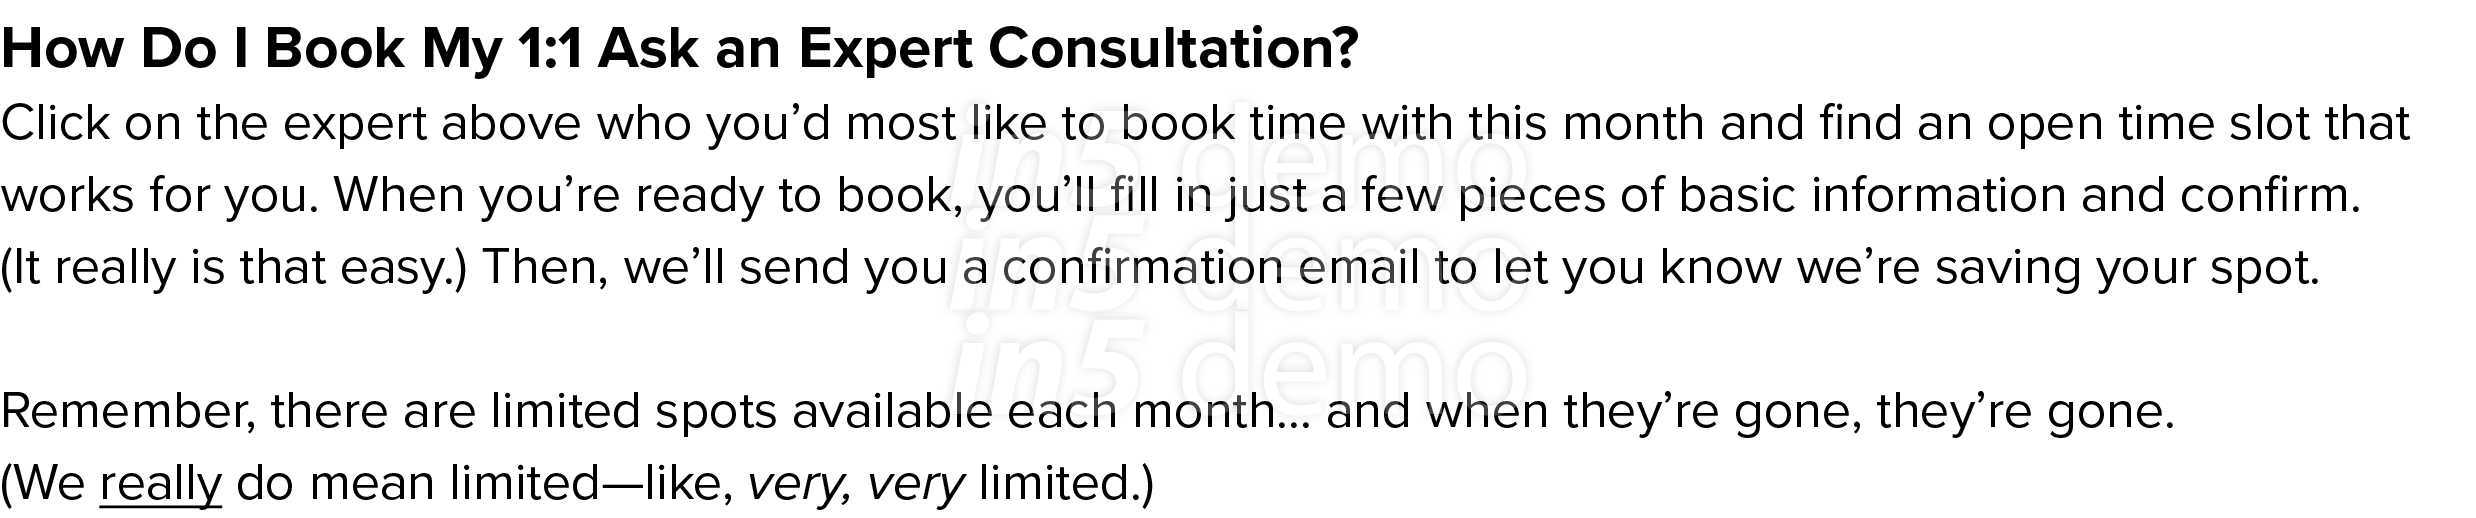 How Do I Book My 1:1 Ask an Expert Consultation?
Click on the expert above who you’d most like to book time with this month and find an open time slot that
works for you. When you’re ready to book, you’ll fill in just a few pieces of basic information and confirm.
(It really is that easy.) Then, we’ll send you a confirmation email to let you know we’re saving your spot.
Remember, there are limited spots available each month... and when they’re gone, they’re gone.
(We really do mean limited—like, very, very limited.)
in5 demo
in5 demo
in5 demo